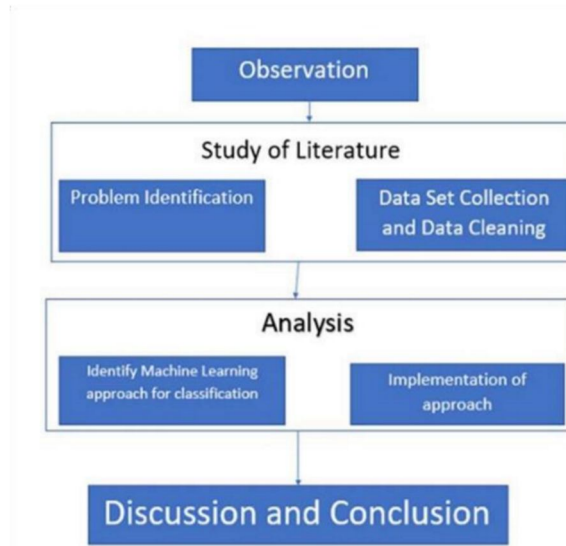 Observation
Study of Literature
Problem Identification
Data Set Collection
and Data Cleaning
Analysis
Identify Machine Learning
approach for classification
Implementation of
approach
Discussion and Conclusion